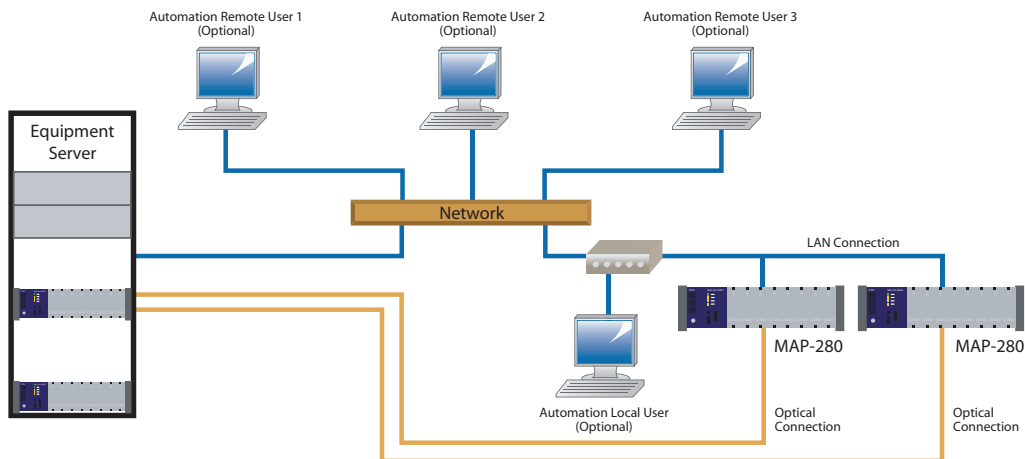 Automation Remote User 1
(Optional)
Automation Remote User 2
(Optional)
Automation Remote User 3
(Optional)
Equipment
Server
Network
LAN Connection
MAP-280
MAP-280
Automation Local User
(Optional)
Optical
Connection
Optical
Connection